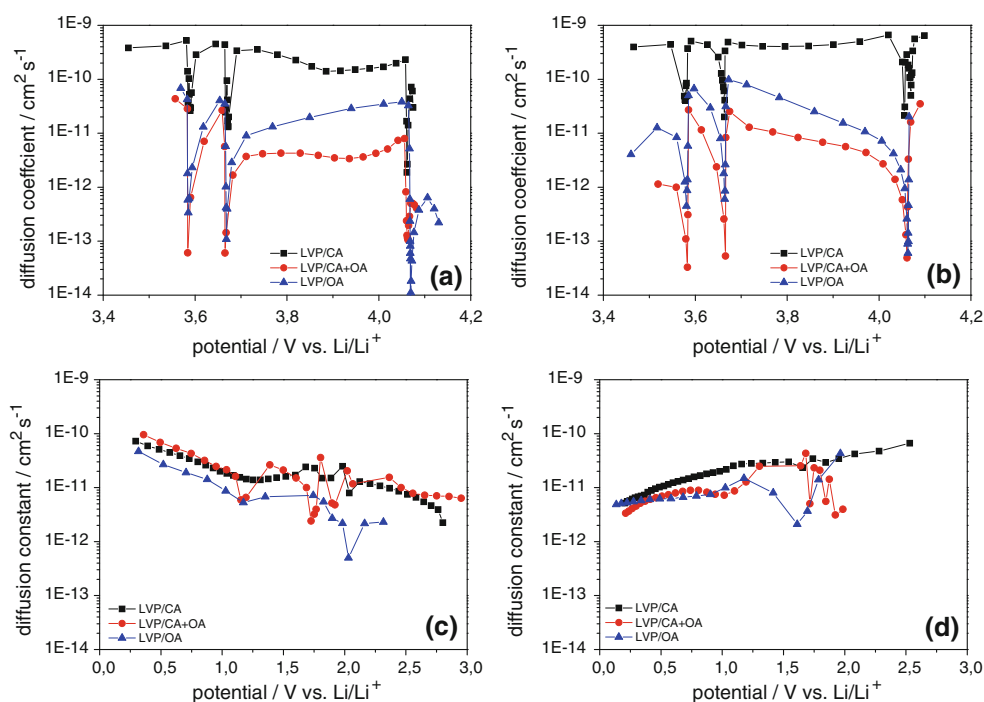 1E-9
1E-10
1E-11
1E-12
1E-13
1E-14
diffusion coefficient / cm² s⁻¹
LVP/CA
LVP/CA+OA
LVP/OA
(a)
3,4 3,6 3,8 4,0 4,2
potential / V vs. Li/Li⁺
1E-9
1E-10
1E-11
1E-12
1E-13
1E-14
diffusion coefficient / cm² s⁻¹
LVP/CA
LVP/CA+OA
LVP/OA
(b)
3,4 3,6 3,8 4,0 4,2
potential / V vs. Li/Li⁺
1E-9
1E-10
1E-11
1E-12
1E-13
1E-14
diffusion constant / cm² s⁻¹
LVP/CA
LVP/CA+OA
LVP/OA
(c)
0,0 0,5 1,0 1,5 2,0 2,5 3,0
potential / V vs. Li/Li⁺
1E-9
1E-10
1E-11
1E-12
1E-13
1E-14
diffusion constant / cm² s⁻¹
LVP/CA
LVP/CA+OA
LVP/OA
(d)
0,0 0,5 1,0 1,5 2,0 2,5 3,0
potential / V vs. Li/Li⁺